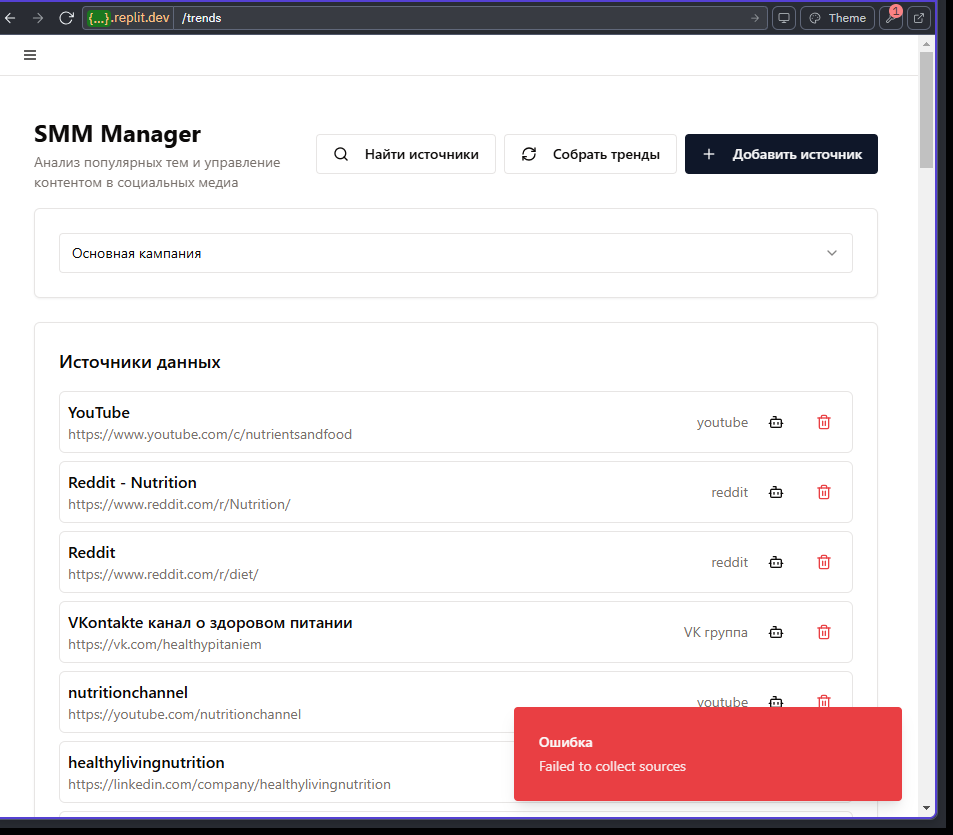 {...}.replit.dev /trends
Theme
1
SMM Manager
Анализ популярных тем и управление
контентом в социальных медиа
Найти источники
Собрать тренды
Добавить источник
Основная кампания
Источники данных
YouTube
https://www.youtube.com/c/nutrientsandfood
youtube
Reddit - Nutrition
https://www.reddit.com/r/Nutrition/
reddit
Reddit
https://www.reddit.com/r/diet/
reddit
VKontakte канал о здоровом питании
https://vk.com/healthypitaniem
VK группа
nutritionchannel
https://youtube.com/nutritionchannel
youtube
healthylivingnutrition
https://linkedin.com/company/healthylivingnutrition
Ошибка
Failed to collect sources